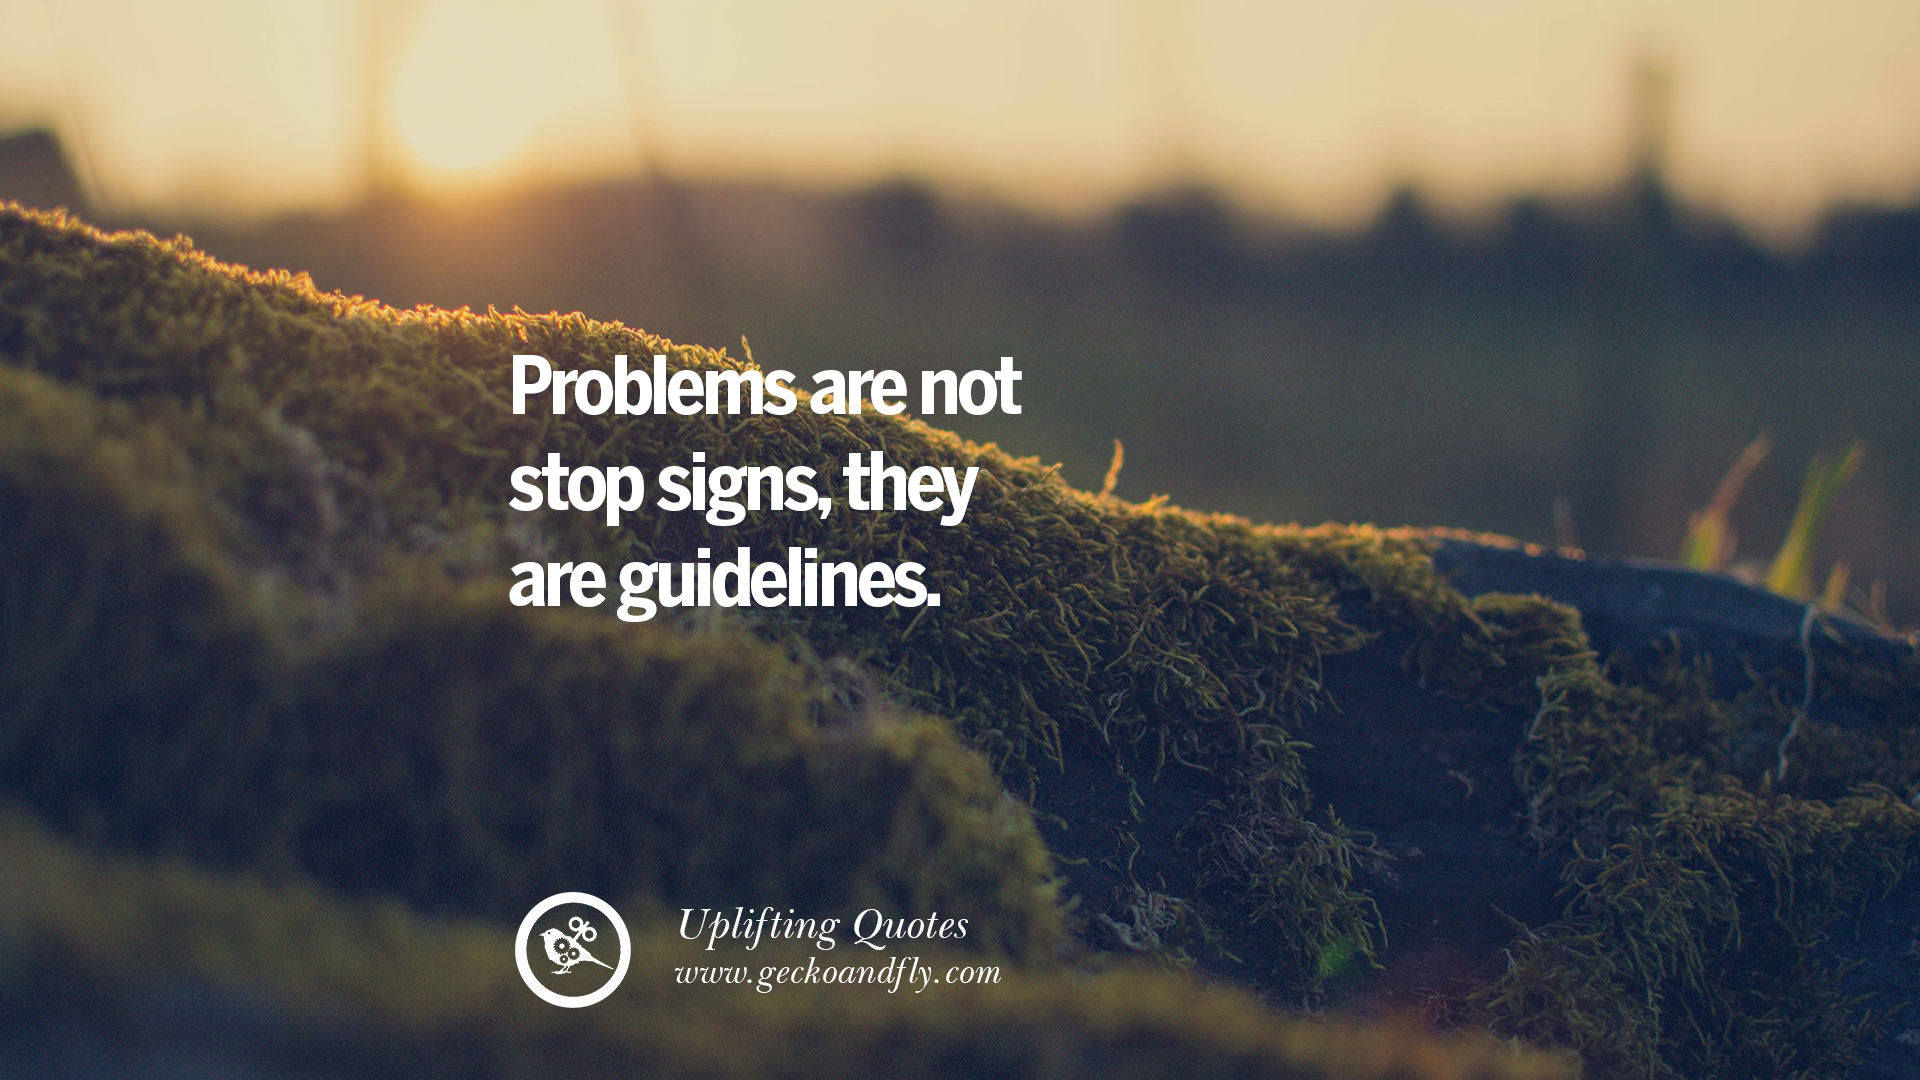 Problems are not
stop signs, they
are guidelines.
Uplifting Quotes
www.geckoandfly.com